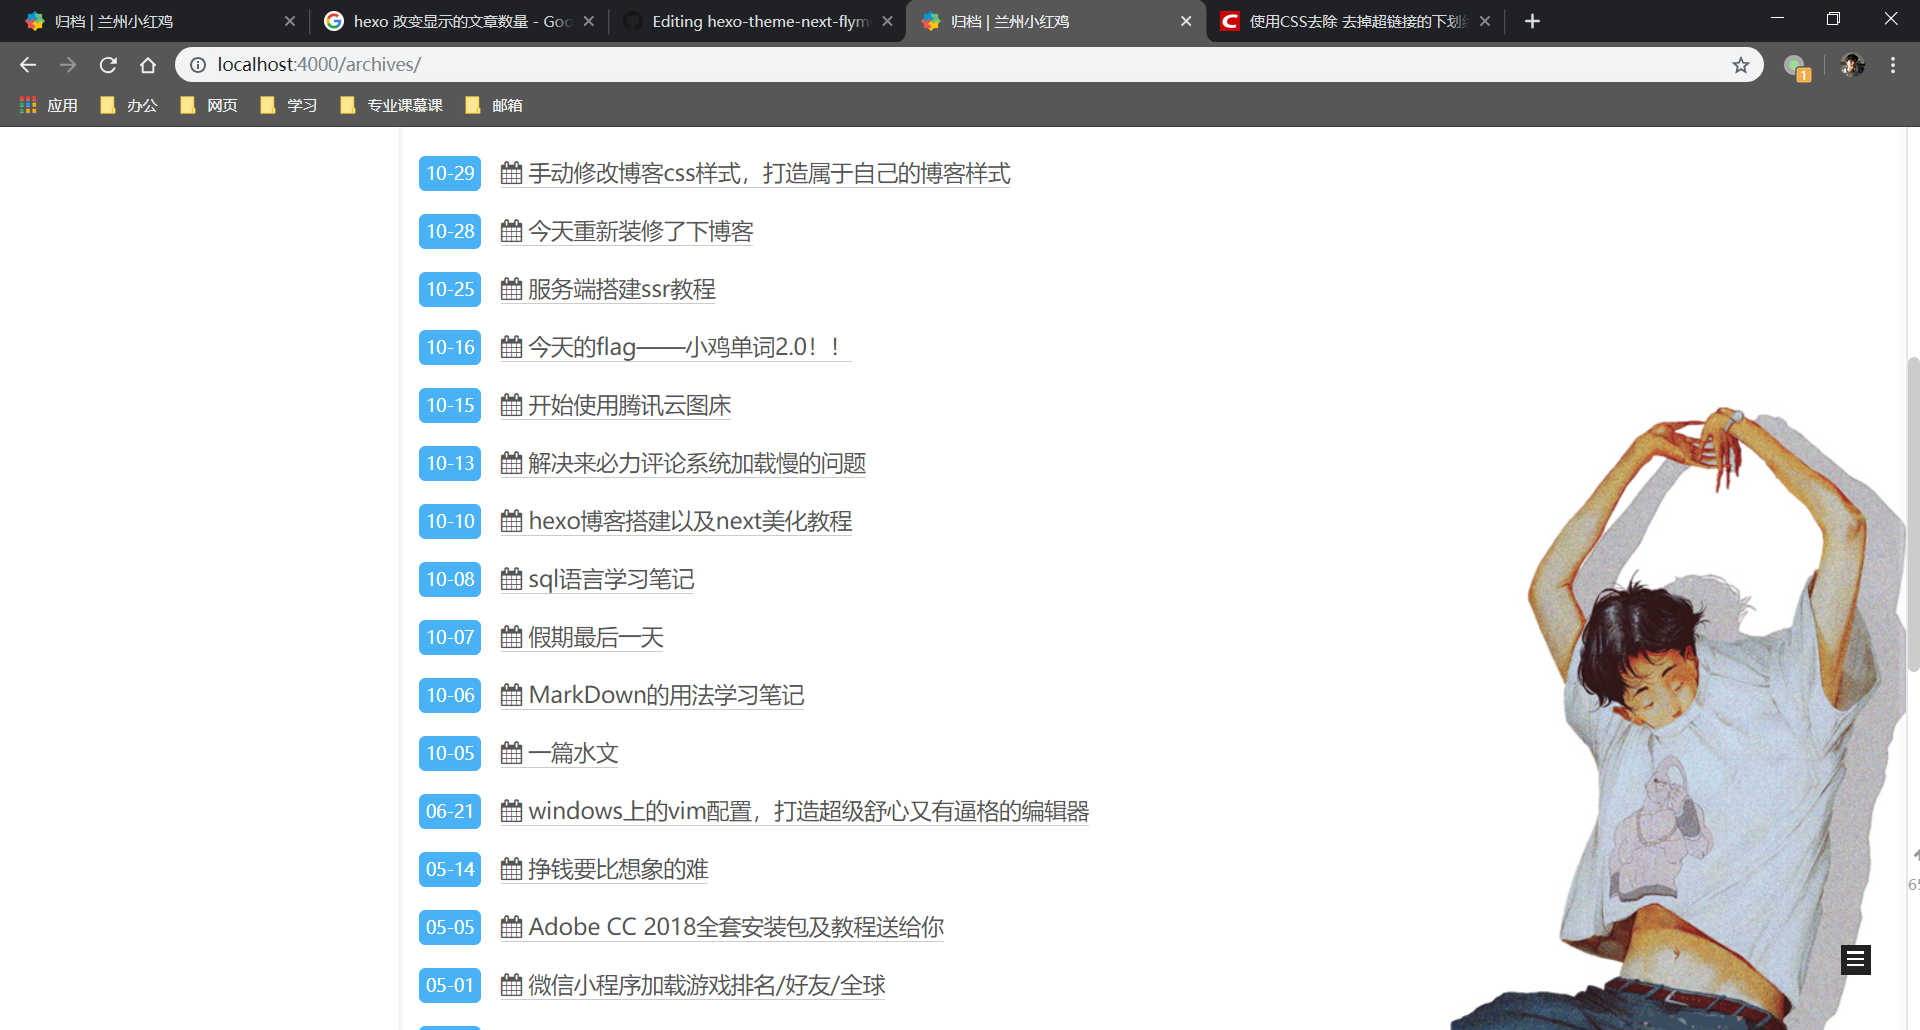 归档 | 兰州小红鸡
hexo 改变显示的文章数量 - Goo
Editing hexo-theme-next-flym
归档 | 兰州小红鸡
使用CSS去除 去掉超链接的下划
localhost:4000/archives/
1
应用
办公
网页
学习
专业课慕课
邮箱
10-29 手动修改博客css样式，打造属于自己的博客样式
10-28 今天重新装修了下博客
10-25 服务端搭建ssr教程
10-16 今天的flag——小鸡单词2.0！！
10-15 开始使用腾讯云图床
10-13 解决来必力评论系统加载慢的问题
10-10 hexo博客搭建以及next美化教程
10-08 sql语言学习笔记
10-07 假期最后一天
10-06 MarkDown的用法学习笔记
10-05 一篇水文
06-21 windows上的vim配置，打造超级舒心又有逼格的编辑器
05-14 挣钱要比想象的难
05-05 Adobe CC 2018全套安装包及教程送给你
05-01 微信小程序加载游戏排名/好友/全球